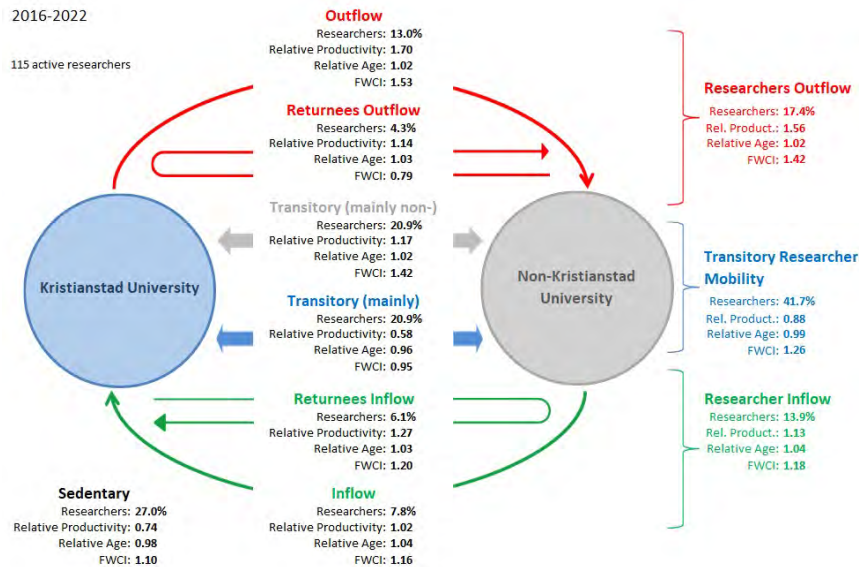 2016-2022
115 active researchers
Outflow
Researchers: 13.0%
Relative Productivity: 1.70
Relative Age: 1.02
FWCI: 1.53
Returnees Outflow
Researchers: 4.3%
Relative Productivity: 1.14
Relative Age: 1.03
FWCI: 0.79
Transitory (mainly non-)
Researchers: 20.9%
Relative Productivity: 1.17
Relative Age: 1.02
FWCI: 1.42
Kristianstad University
Non-Kristianstad
University
Transitory (mainly)
Researchers: 20.9%
Relative Productivity: 0.58
Relative Age: 0.96
FWCI: 0.95
Returnees Inflow
Researchers: 6.1%
Relative Productivity: 1.27
Relative Age: 1.03
FWCI: 1.20
Inflow
Researchers: 7.8%
Relative Productivity: 1.02
Relative Age: 1.04
FWCI: 1.16
Sedentary
Researchers: 27.0%
Relative Productivity: 0.74
Relative Age: 0.98
FWCI: 1.10
Researchers Outflow
Researchers: 17.4%
Rel. Product.: 1.56
Relative Age: 1.02
FWCI: 1.42
Transitory Researcher
Mobility
Researchers: 41.7%
Rel. Product.: 0.88
Relative Age: 0.99
FWCI: 1.26
Researcher Inflow
Researchers: 13.9%
Rel. Product.: 1.13
Relative Age: 1.04
FWCI: 1.18